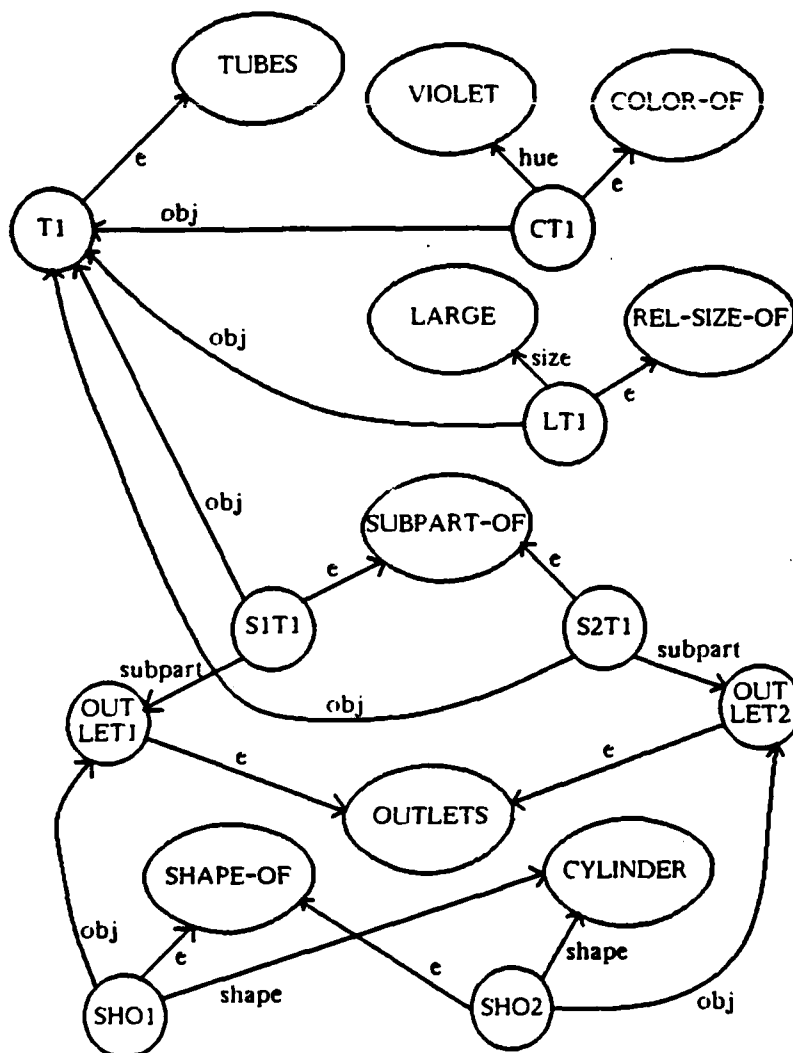 TUBES
VIOLET
COLOR-OF
e
hue
e
T1
obj
CT1
LARGE
REL-SIZE-OF
obj
size
e
LT1
obj
SUBPART-OF
e
e
S1T1
S2T1
subpart
subpart
OUT
LET1
obj
OUT
LET2
e
e
OUTLETS
SHAPE-OF
CYLINDER
obj
e
e
shape
shape
obj
SHO1
SHO2